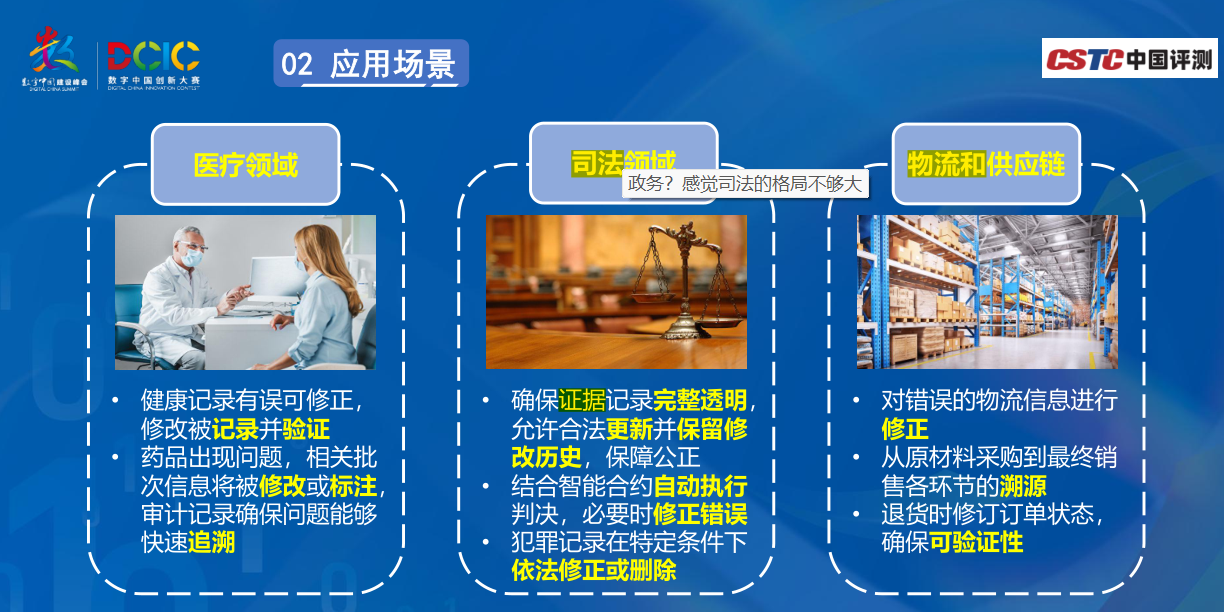 数字中国建设峰会
DIGITAL CHINA SUMMIT
DCIC
数字中国创新大赛
DIGITAL CHINA INNOVATION CONTEST
02 应用场景
CSTC中国评测
医疗领域
• 健康记录有误可修正，
修改被记录并验证
• 药品出现问题，相关批
次信息将被修改或标注，
审计记录确保问题能够
快速追溯
司法领域
政务？感觉司法的格局不够大
• 确保证据记录完整透明，
允许合法更新并保留修
改历史，保障公正
• 结合智能合约自动执行
判决，必要时修正错误
• 犯罪记录在特定条件下
依法修正或删除
物流和供应链
• 对错误的物流信息进行
修正
• 从原材料采购到最终销
售各环节的溯源
• 退货时修订订单状态，
确保可验证性